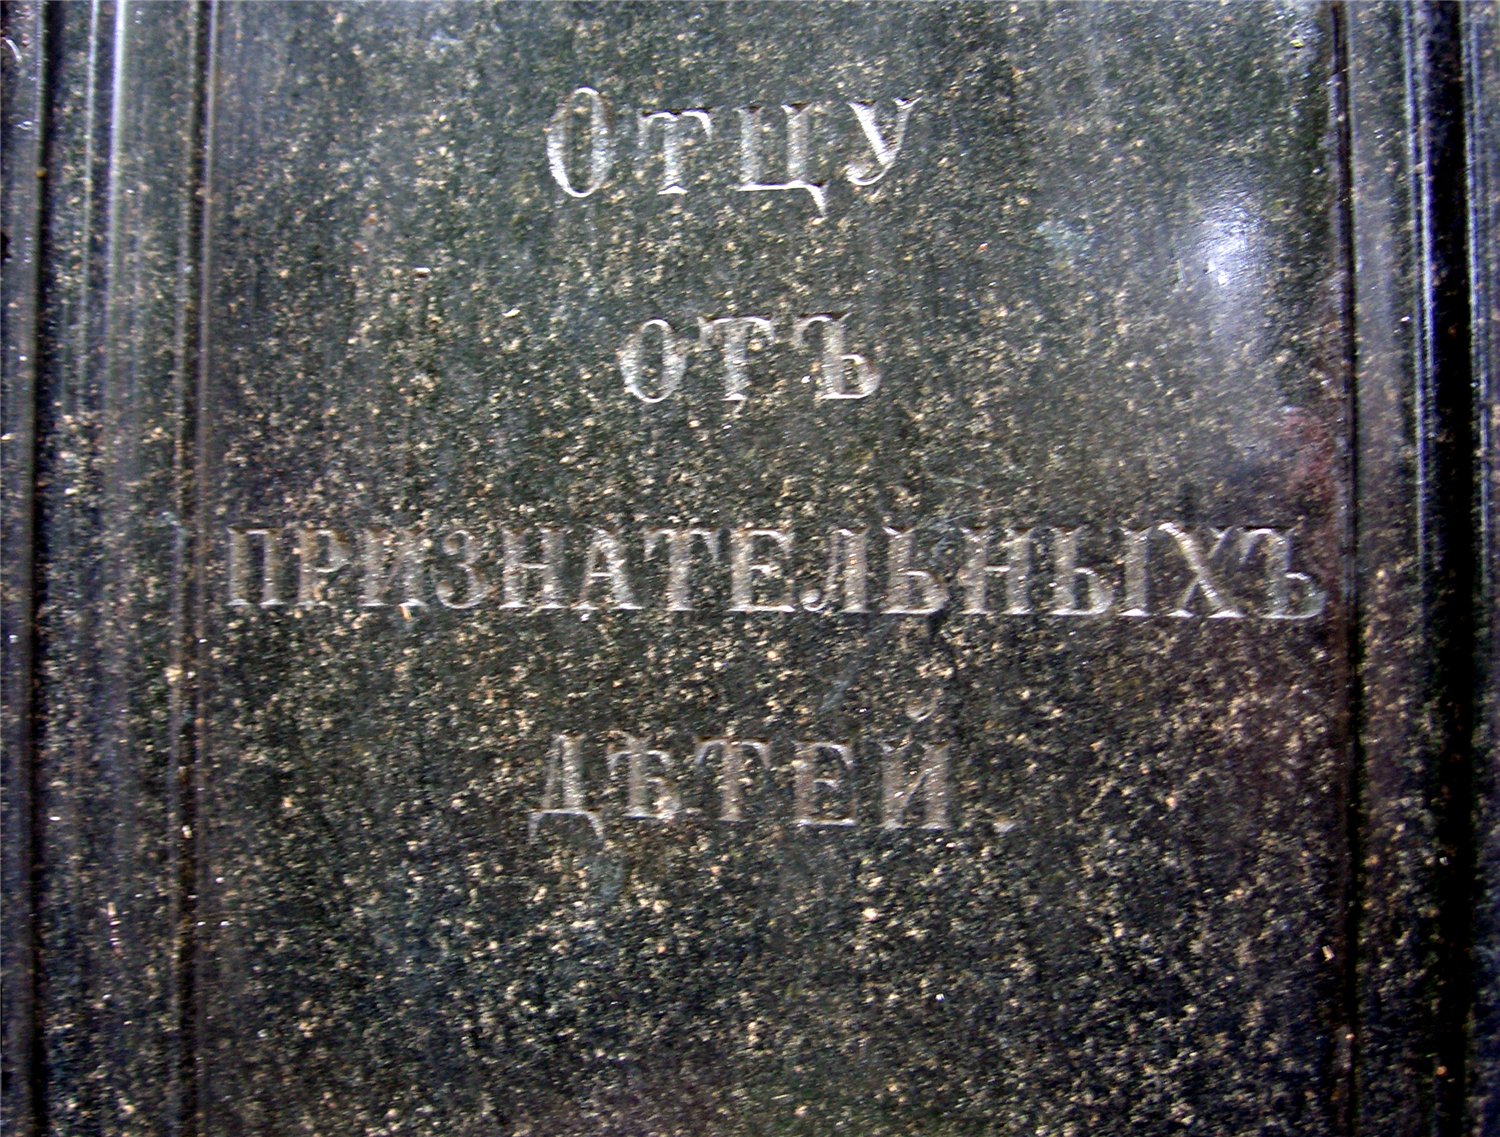 Отцу
отъ
признательныхъ
дѣтей.